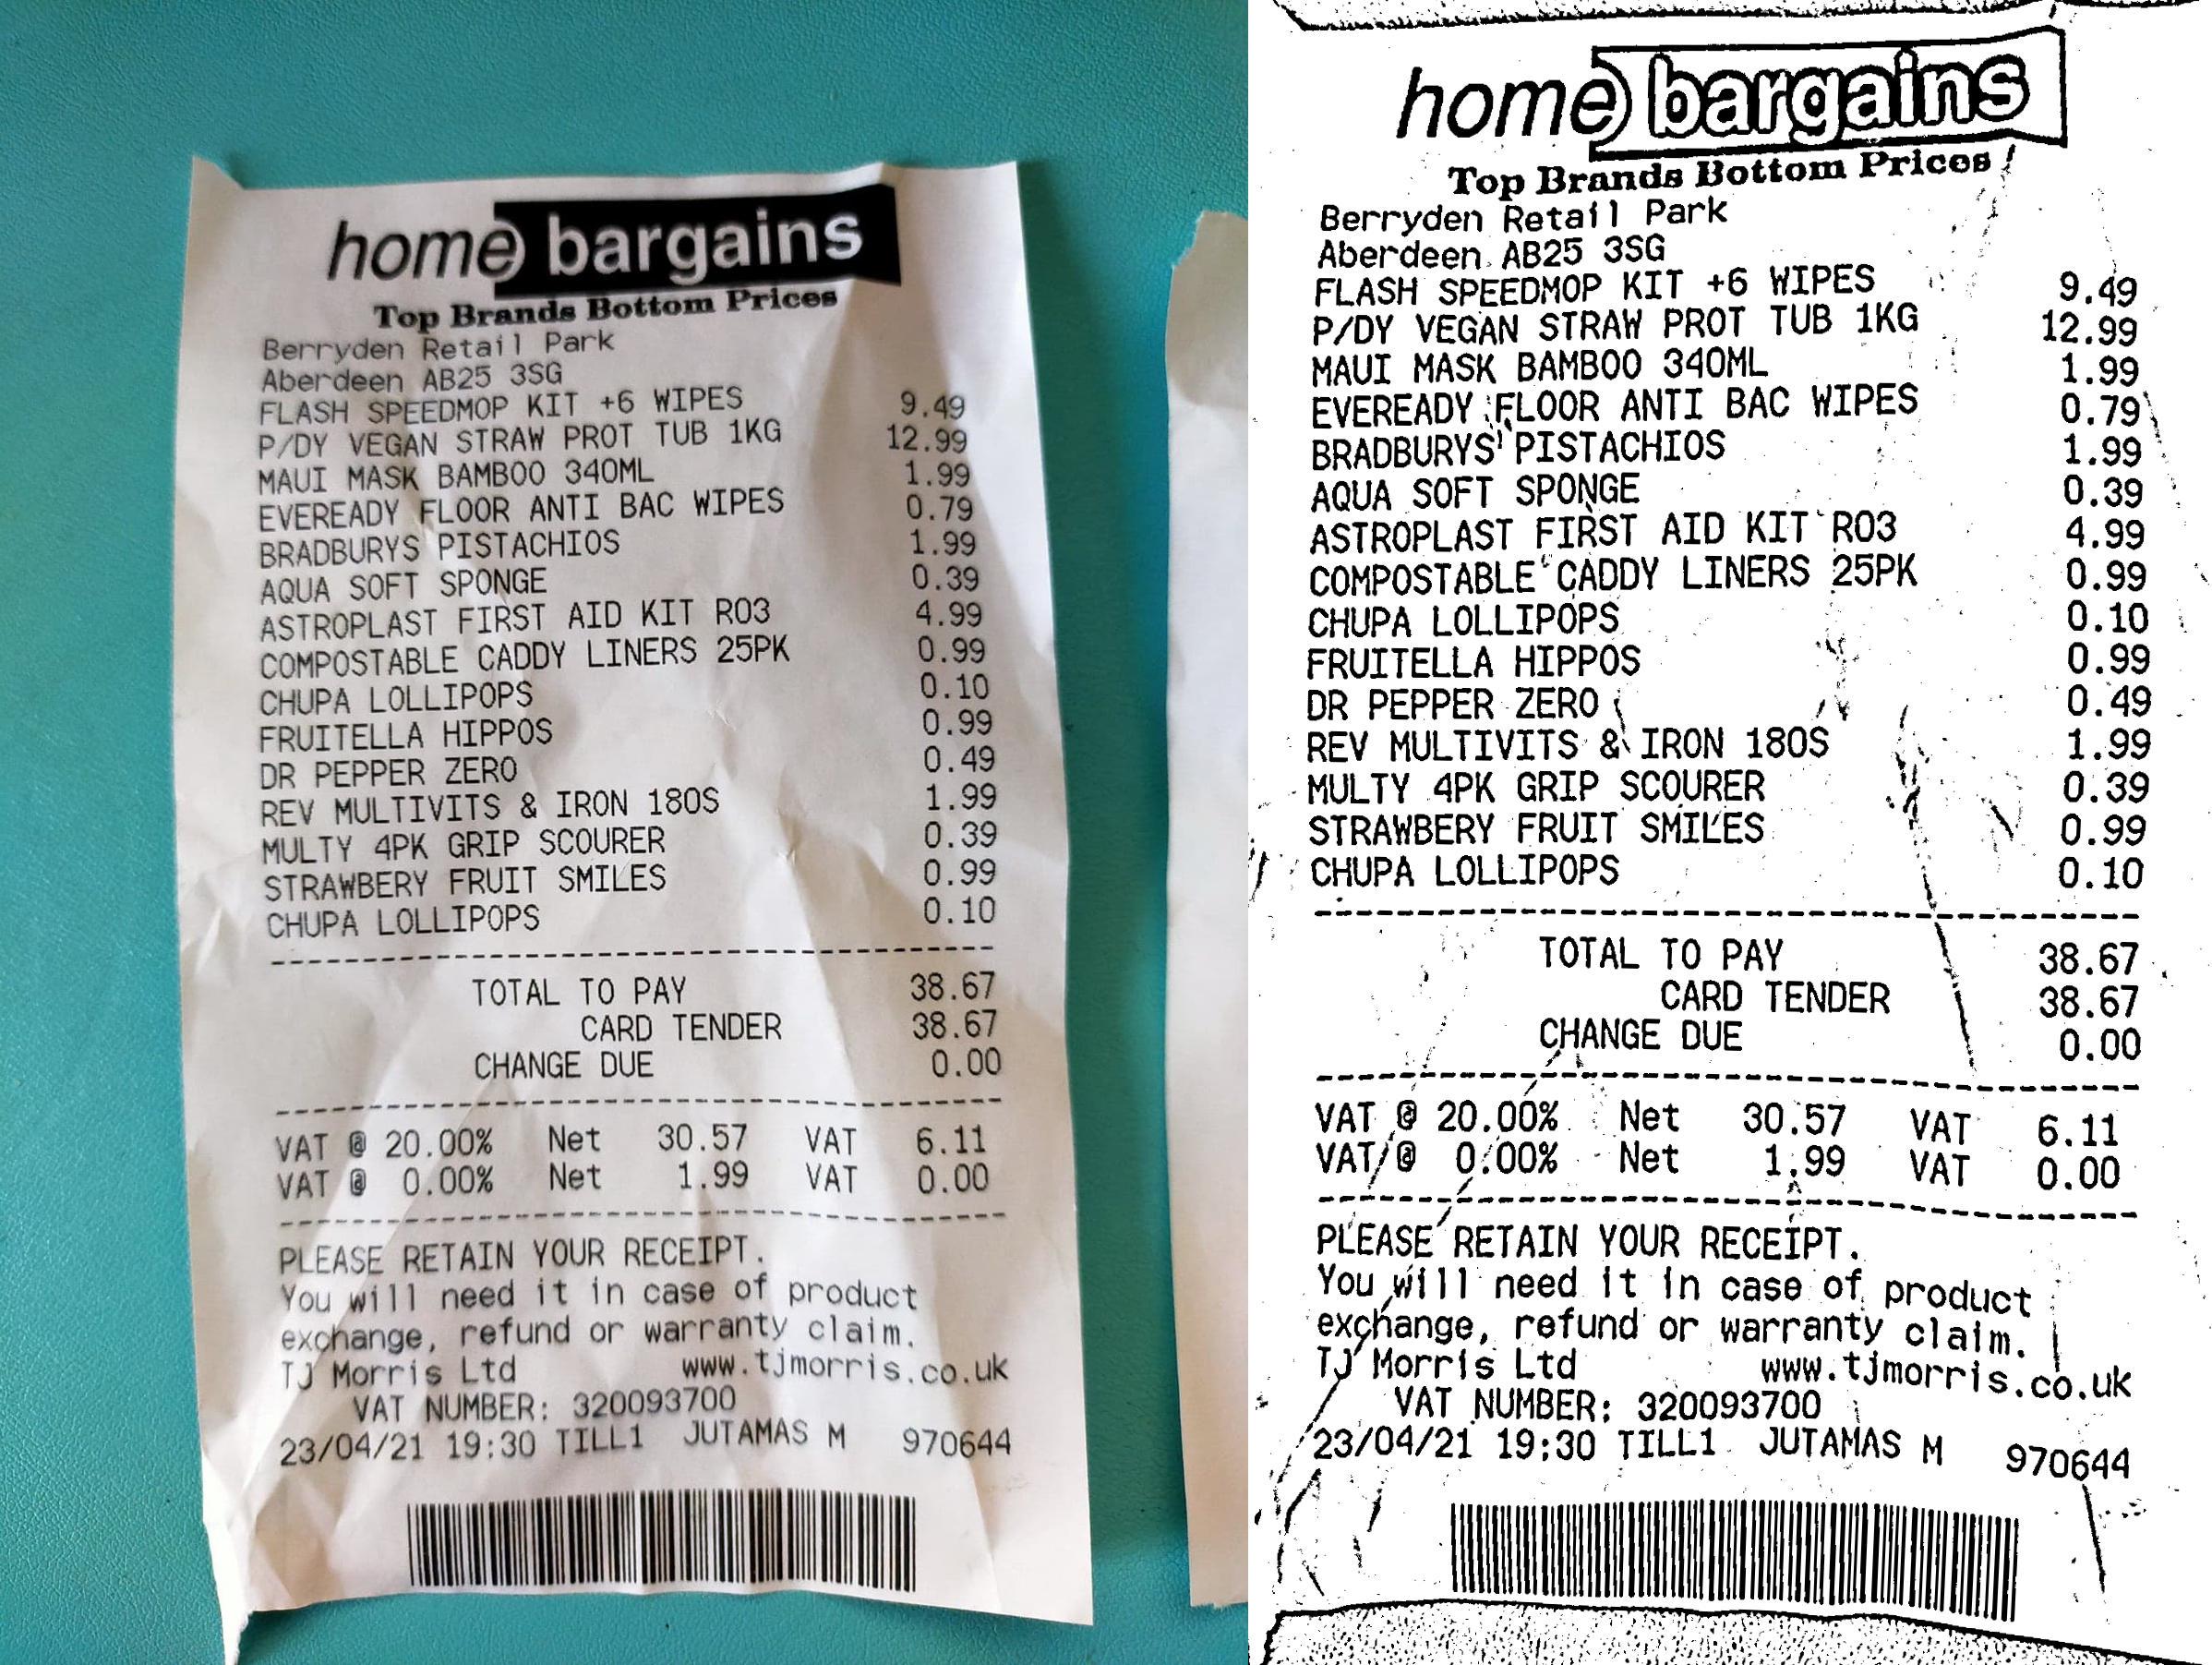 home bargains
Top Brands Bottom Prices
Berryden Retail Park
Aberdeen AB25 3SG
FLASH SPEEDMOP KIT +6 WIPES 9.49
P/DY VEGAN STRAW PROT TUB 1KG 12.99
MAUI MASK BAMBOO 340ML 1.99
EVEREADY FLOOR ANTI BAC WIPES 0.79
BRADBURYS PISTACHIOS 1.99
AQUA SOFT SPONGE 0.39
ASTROPLAST FIRST AID KIT RO3 4.99
COMPOSTABLE CADDY LINERS 25PK 0.99
CHUPA LOLLIPOPS 0.10
FRUITELLA HIPPOS 0.99
DR PEPPER ZERO 0.49
REV MULTIVITS & IRON 180S 1.99
MULTY 4PK GRIP SCOURER 0.39
STRAWBERY FRUIT SMILES 0.99
CHUPA LOLLIPOPS 0.10
TOTAL TO PAY 38.67
CARD TENDER 38.67
CHANGE DUE 0.00
VAT @ 20.00% Net 30.57 VAT 6.11
VAT @ 0.00% Net 1.99 VAT 0.00
PLEASE RETAIN YOUR RECEIPT.
You will need it in case of product
exchange, refund or warranty claim.
TJ Morris Ltd www.tjmorris.co.uk
VAT NUMBER: 320093700
23/04/21 19:30 TILL1 JUTAMAS M 970644
home bargains
Top Brands Bottom Prices
Berryden Retail Park
Aberdeen AB25 3SG
FLASH SPEEDMOP KIT +6 WIPES 9.49
P/DY VEGAN STRAW PROT TUB 1KG 12.99
MAUI MASK BAMBOO 340ML 1.99
EVEREADY FLOOR ANTI BAC WIPES 0.79
BRADBURYS PISTACHIOS 1.99
AQUA SOFT SPONGE 0.39
ASTROPLAST FIRST AID KIT RO3 4.99
COMPOSTABLE CADDY LINERS 25PK 0.99
CHUPA LOLLIPOPS 0.10
FRUITELLA HIPPOS 0.99
DR PEPPER ZERO 0.49
REV MULTIVITS & IRON 180S 1.99
MULTY 4PK GRIP SCOURER 0.39
STRAWBERY FRUIT SMILES 0.99
CHUPA LOLLIPOPS 0.10
TOTAL TO PAY 38.67
CARD TENDER 38.67
CHANGE DUE 0.00
VAT @ 20.00% Net 30.57 VAT 6.11
VAT @ 0.00% Net 1.99 VAT 0.00
PLEASE RETAIN YOUR RECEIPT.
You will need it in case of product
exchange, refund or warranty claim.
TJ Morris Ltd www.tjmorris.co.uk
VAT NUMBER: 320093700
23/04/21 19:30 TILL1 JUTAMAS M 970644